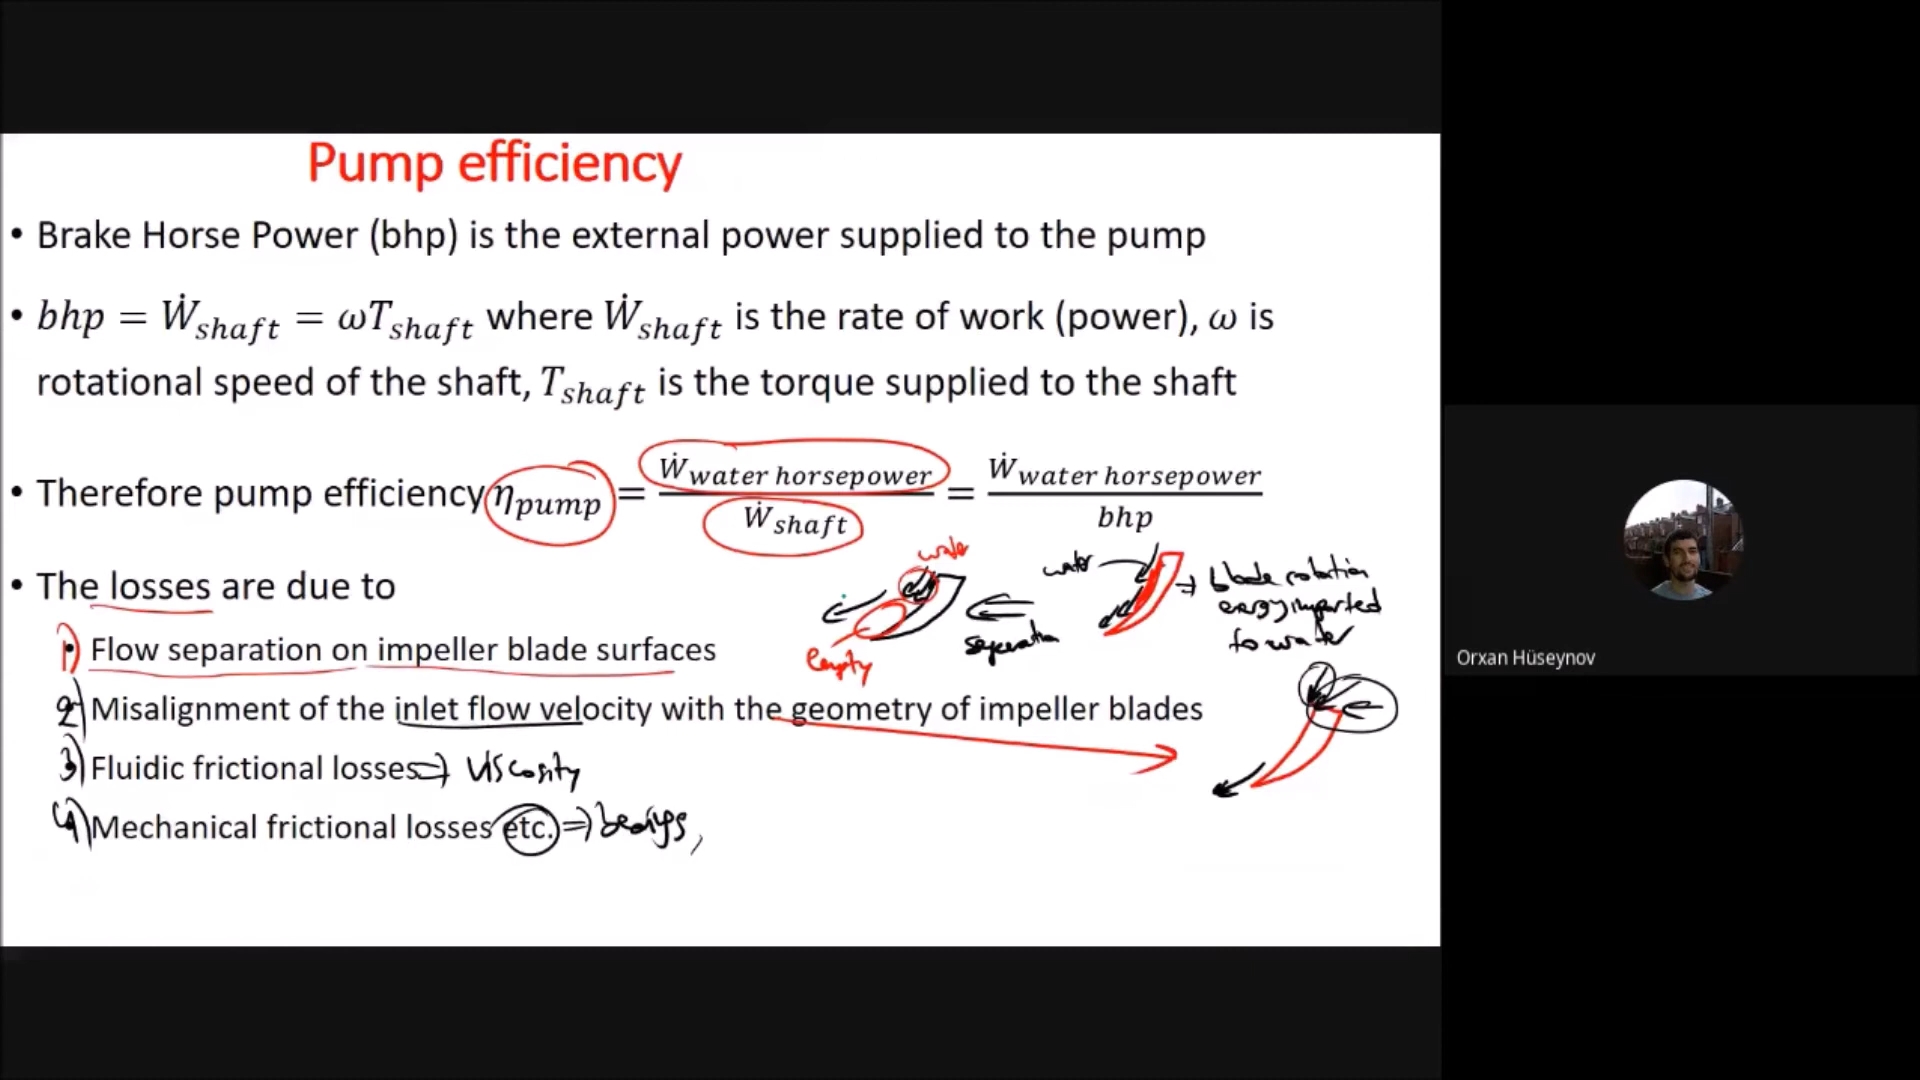 Pump efficiency
• Brake Horse Power (bhp) is the external power supplied to the pump
• bhp = Ẇshaft = ωTshaft where Ẇshaft is the rate of work (power), ω is
rotational speed of the shaft, Tshaft is the torque supplied to the shaft
• Therefore pump efficiency ηpump = Ẇwater horsepower / Ẇshaft = Ẇwater horsepower / bhp
• The losses are due to
water
empty
separation
water
⇒ blade rotation
energy imparted
to water
1) • Flow separation on impeller blade surfaces
2) Misalignment of the inlet flow velocity with the geometry of impeller blades
3) Fluidic frictional losses ⇒ viscosity
4) Mechanical frictional losses etc. ⇒ bearings,
Orxan Hüseynov